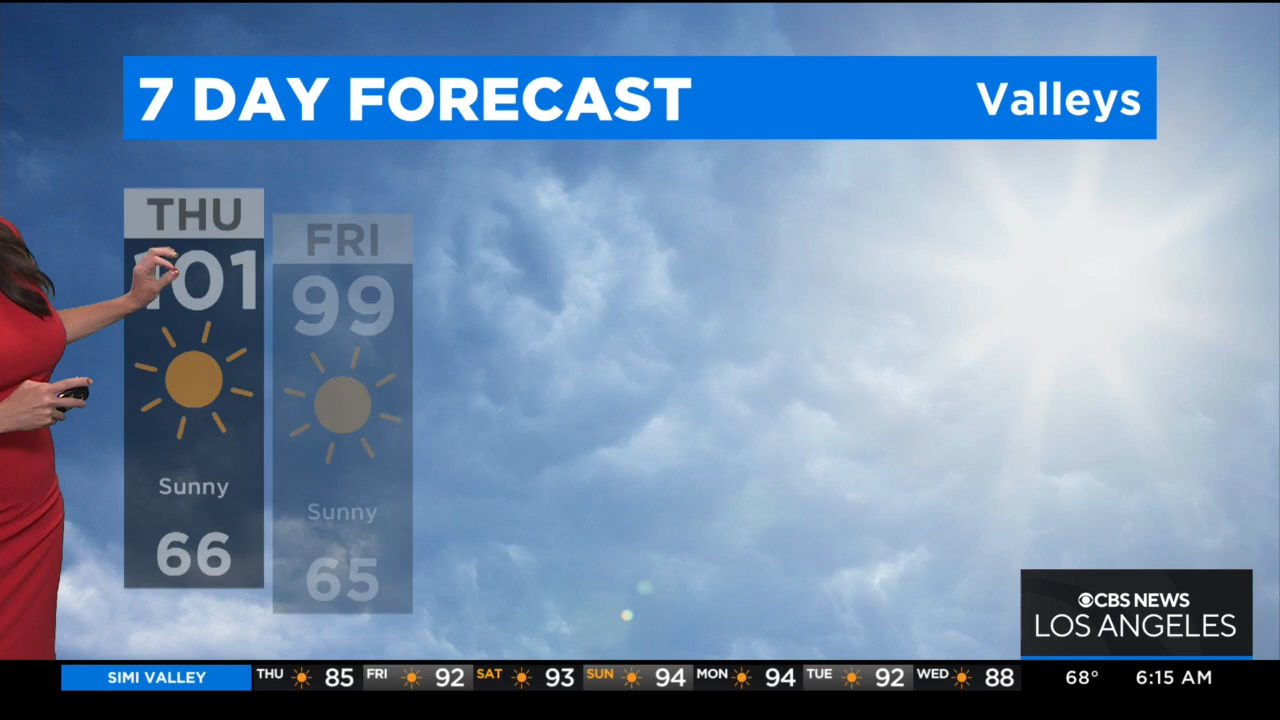 7 DAY FORECAST
Valleys
THU
101
Sunny
66
FRI
99
Sunny
65
CBS NEWS
LOS ANGELES
SIMI VALLEY THU 85 FRI 92 SAT 93 SUN 94 MON 94 TUE 92 WED 88 68° 6:15 AM